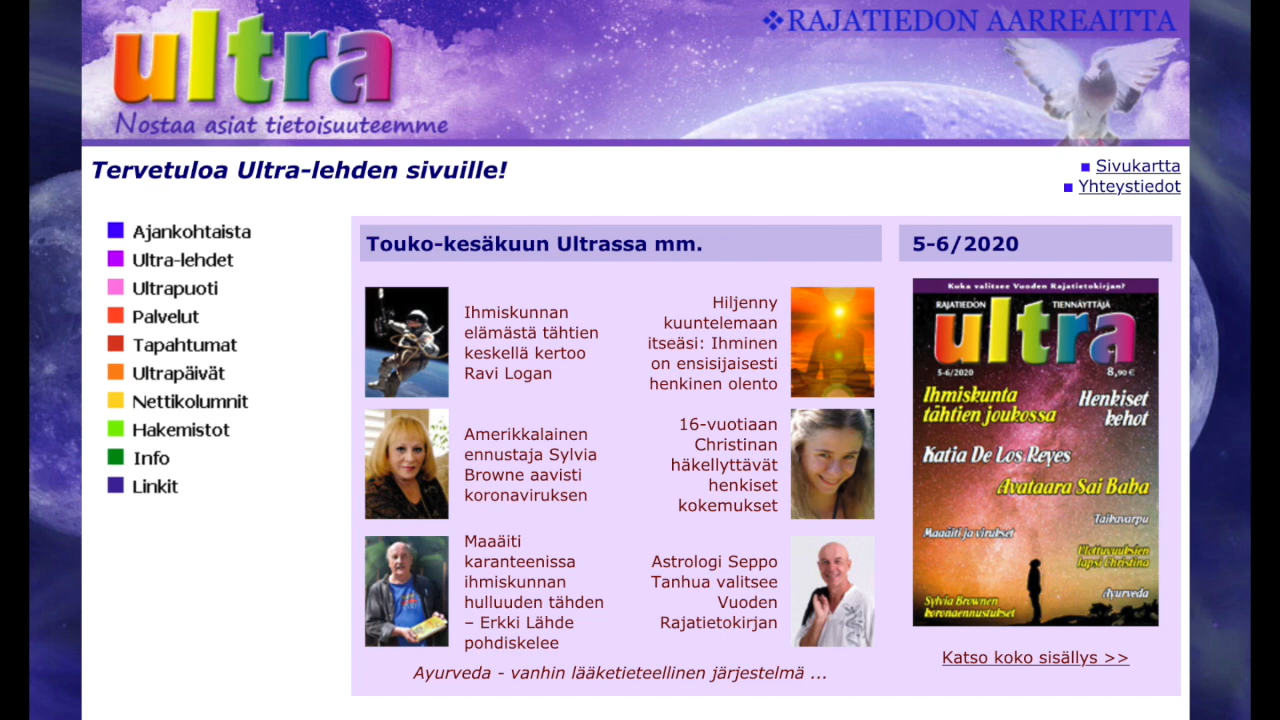 ultra
Nostaa asiat tietoisuuteemme
❖RAJATIEDON AARREAITTA
Tervetuloa Ultra-lehden sivuille!
Sivukartta
Yhteystiedot
Ajankohtaista
Ultra-lehdet
Ultrapuoti
Palvelut
Tapahtumat
Ultrapäivät
Nettikolumnit
Hakemistot
Info
Linkit
Touko-kesäkuun Ultrassa mm.
Ihmiskunnan
elämästä tähtien
keskellä kertoo
Ravi Logan
Hiljenny
kuuntelemaan
itseäsi: Ihminen
on ensisijaisesti
henkinen olento
Amerikkalainen
ennustaja Sylvia
Browne aavisti
koronaviruksen
16-vuotiaan
Christinan
häkellyttävät
henkiset
kokemukset
Maaäiti
karanteenissa
ihmiskunnan
hulluuden tähden
– Erkki Lähde
pohdiskelee
Astrologi Seppo
Tanhua valitsee
Vuoden
Rajatietokirjan
Ayurveda - vanhin lääketieteellinen järjestelmä ...
5-6/2020
Kuka valitsee Vuoden Rajatietokirjan?
RAJATIEDON TIENNÄYTTÄJÄ
ultra
5-6/2020 8,90 €
Ihmiskunta
tähtien joukossa
Henkiset
kehot
Katia De Los Reyes
Avataara Sai Baba
Taikavarpu
Maaäiti ja virukset
Ulottuvuuksien
lapsi Christina
Ayurveda
Sylvia Brownen
koronaennustukset
Katso koko sisällys >>